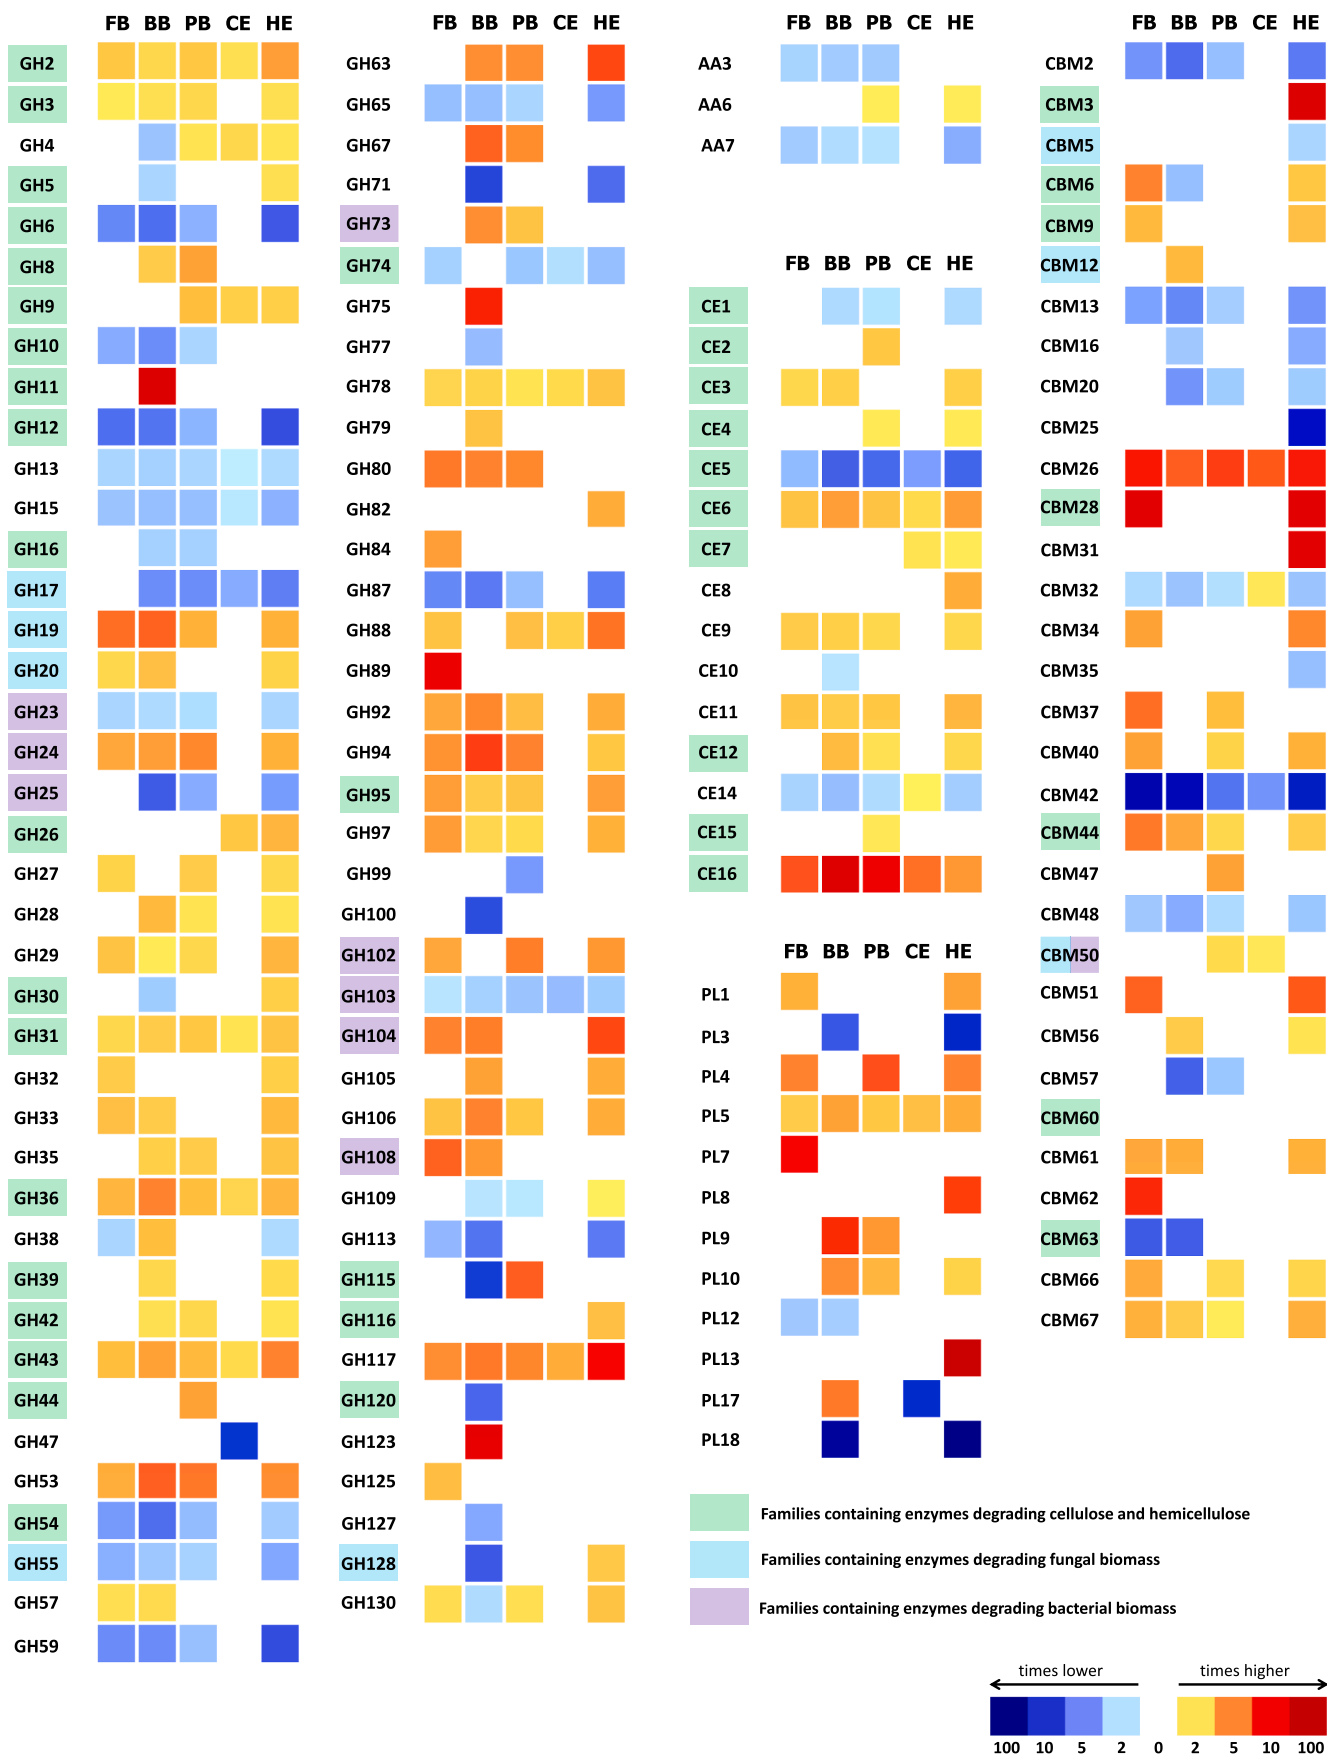 FB BB PB CE HE
GH2
GH3
GH4
GH5
GH6
GH8
GH9
GH10
GH11
GH12
GH13
GH15
GH16
GH17
GH19
GH20
GH23
GH24
GH25
GH26
GH27
GH28
GH29
GH30
GH31
GH32
GH33
GH35
GH36
GH38
GH39
GH42
GH43
GH44
GH47
GH53
GH54
GH55
GH57
GH59
FB BB PB CE HE
GH63
GH65
GH67
GH71
GH73
GH74
GH75
GH77
GH78
GH79
GH80
GH82
GH84
GH87
GH88
GH89
GH92
GH94
GH95
GH97
GH99
GH100
GH102
GH103
GH104
GH105
GH106
GH108
GH109
GH113
GH115
GH116
GH117
GH120
GH123
GH125
GH127
GH128
GH130
FB BB PB CE HE
AA3
AA6
AA7
FB BB PB CE HE
CE1
CE2
CE3
CE4
CE5
CE6
CE7
CE8
CE9
CE10
CE11
CE12
CE14
CE15
CE16
FB BB PB CE HE
PL1
PL3
PL4
PL5
PL7
PL8
PL9
PL10
PL12
PL13
PL17
PL18
FB BB PB CE HE
CBM2
CBM3
CBM5
CBM6
CBM9
CBM12
CBM13
CBM16
CBM20
CBM25
CBM26
CBM28
CBM31
CBM32
CBM34
CBM35
CBM37
CBM40
CBM42
CBM44
CBM47
CBM48
CBM50
CBM51
CBM56
CBM57
CBM60
CBM61
CBM62
CBM63
CBM66
CBM67
Families containing enzymes degrading cellulose and hemicellulose
Families containing enzymes degrading fungal biomass
Families containing enzymes degrading bacterial biomass
times lower times higher
100 10 5 2 0 2 5 10 100